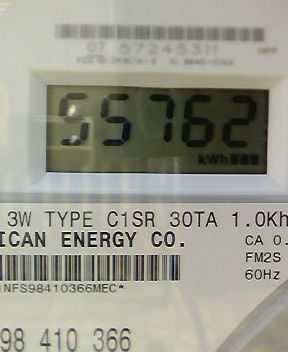 07 57245311
55762
kWh
3W TYPE C1SR 30TA 1.0Kh
ICAN ENERGY CO.
CA 0.
FM2S
60Hz
INFS98410366MEC*
98 410 366